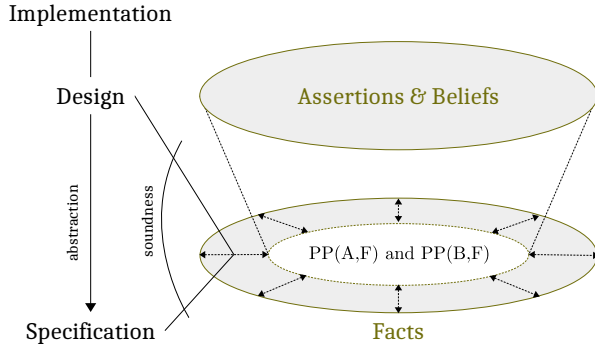 Implementation
Design
Assertions & Beliefs
abstraction
soundness
PP(A,F) and PP(B,F)
Specification
Facts